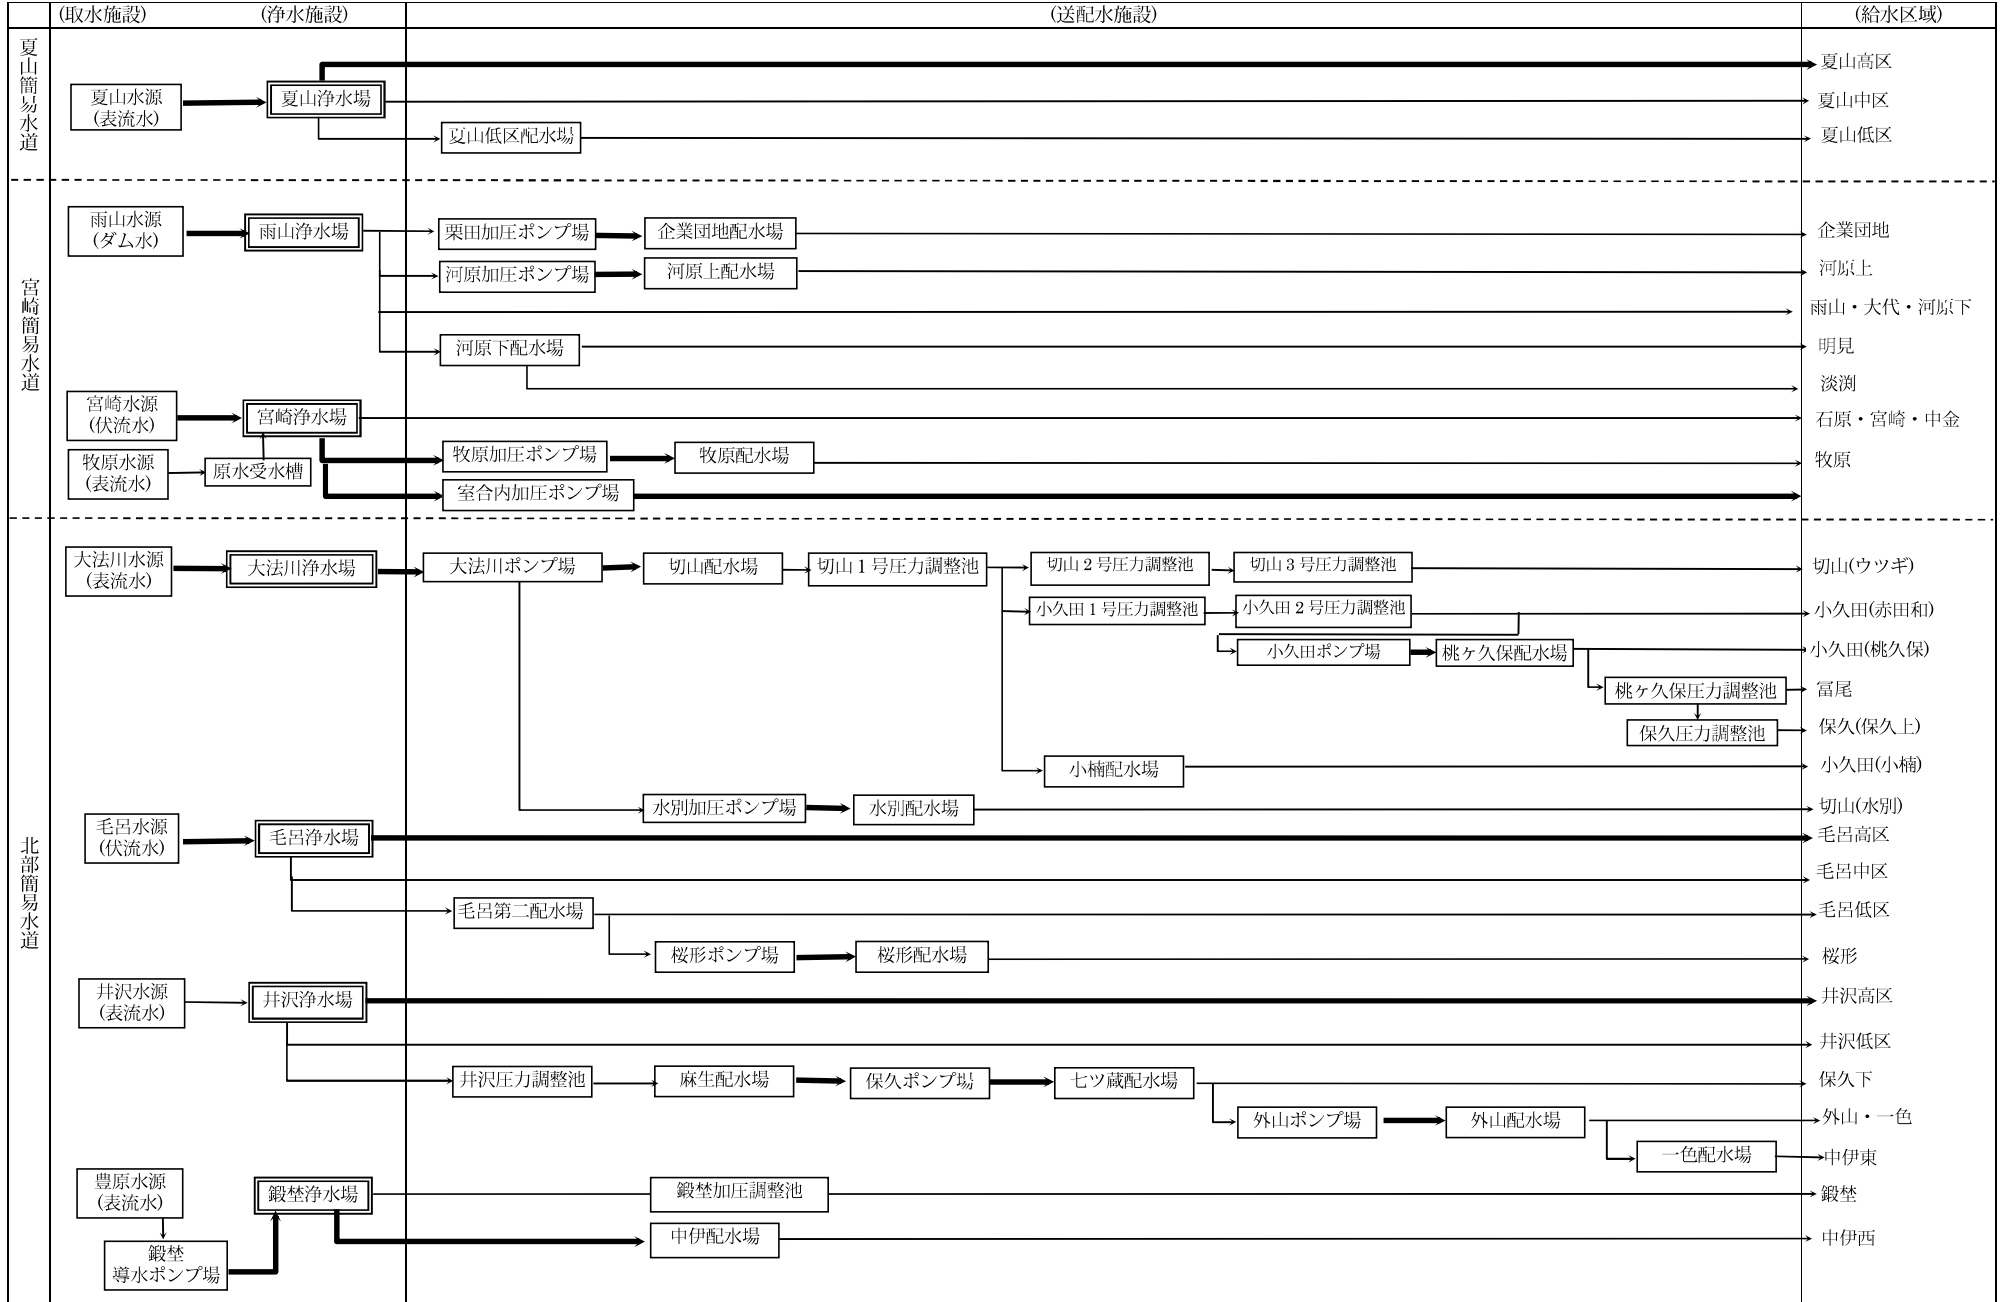 (取水施設)
(浄水施設)
(送配水施設)
(給水区域)
夏山簡易水道
夏山水源
(表流水)
夏山浄水場
夏山高区
夏山中区
夏山低区配水場
夏山低区
宮崎簡易水道
雨山水源
(ダム水)
雨山浄水場
栗田加圧ポンプ場
企業団地配水場
企業団地
河原加圧ポンプ場
河原上配水場
河原上
雨山・大代・河原下
河原下配水場
明見
淡渕
宮崎水源
(伏流水)
宮崎浄水場
石原・宮崎・中金
牧原水源
(表流水)
原水受水槽
牧原加圧ポンプ場
牧原配水場
牧原
室合内加圧ポンプ場
北部簡易水道
大法川水源
(表流水)
大法川浄水場
大法川ポンプ場
切山配水場
切山1号圧力調整池
切山2号圧力調整池
切山3号圧力調整池
切山(ウツギ)
小久田1号圧力調整池
小久田2号圧力調整池
小久田(赤田和)
小久田ポンプ場
桃ヶ久保配水場
小久田(桃久保)
桃ヶ久保圧力調整池
冨尾
保久圧力調整池
保久(保久上)
小楠配水場
小久田(小楠)
水別加圧ポンプ場
水別配水場
切山(水別)
毛呂水源
(伏流水)
毛呂浄水場
毛呂高区
毛呂中区
毛呂第二配水場
毛呂低区
桜形ポンプ場
桜形配水場
桜形
井沢水源
(表流水)
井沢浄水場
井沢高区
井沢低区
井沢圧力調整池
麻生配水場
保久ポンプ場
七ツ蔵配水場
保久下
外山ポンプ場
外山配水場
外山・一色
一色配水場
中伊東
豊原水源
(表流水)
鍛埜浄水場
鍛埜加圧調整池
鍛埜
鍛埜
導水ポンプ場
中伊配水場
中伊西